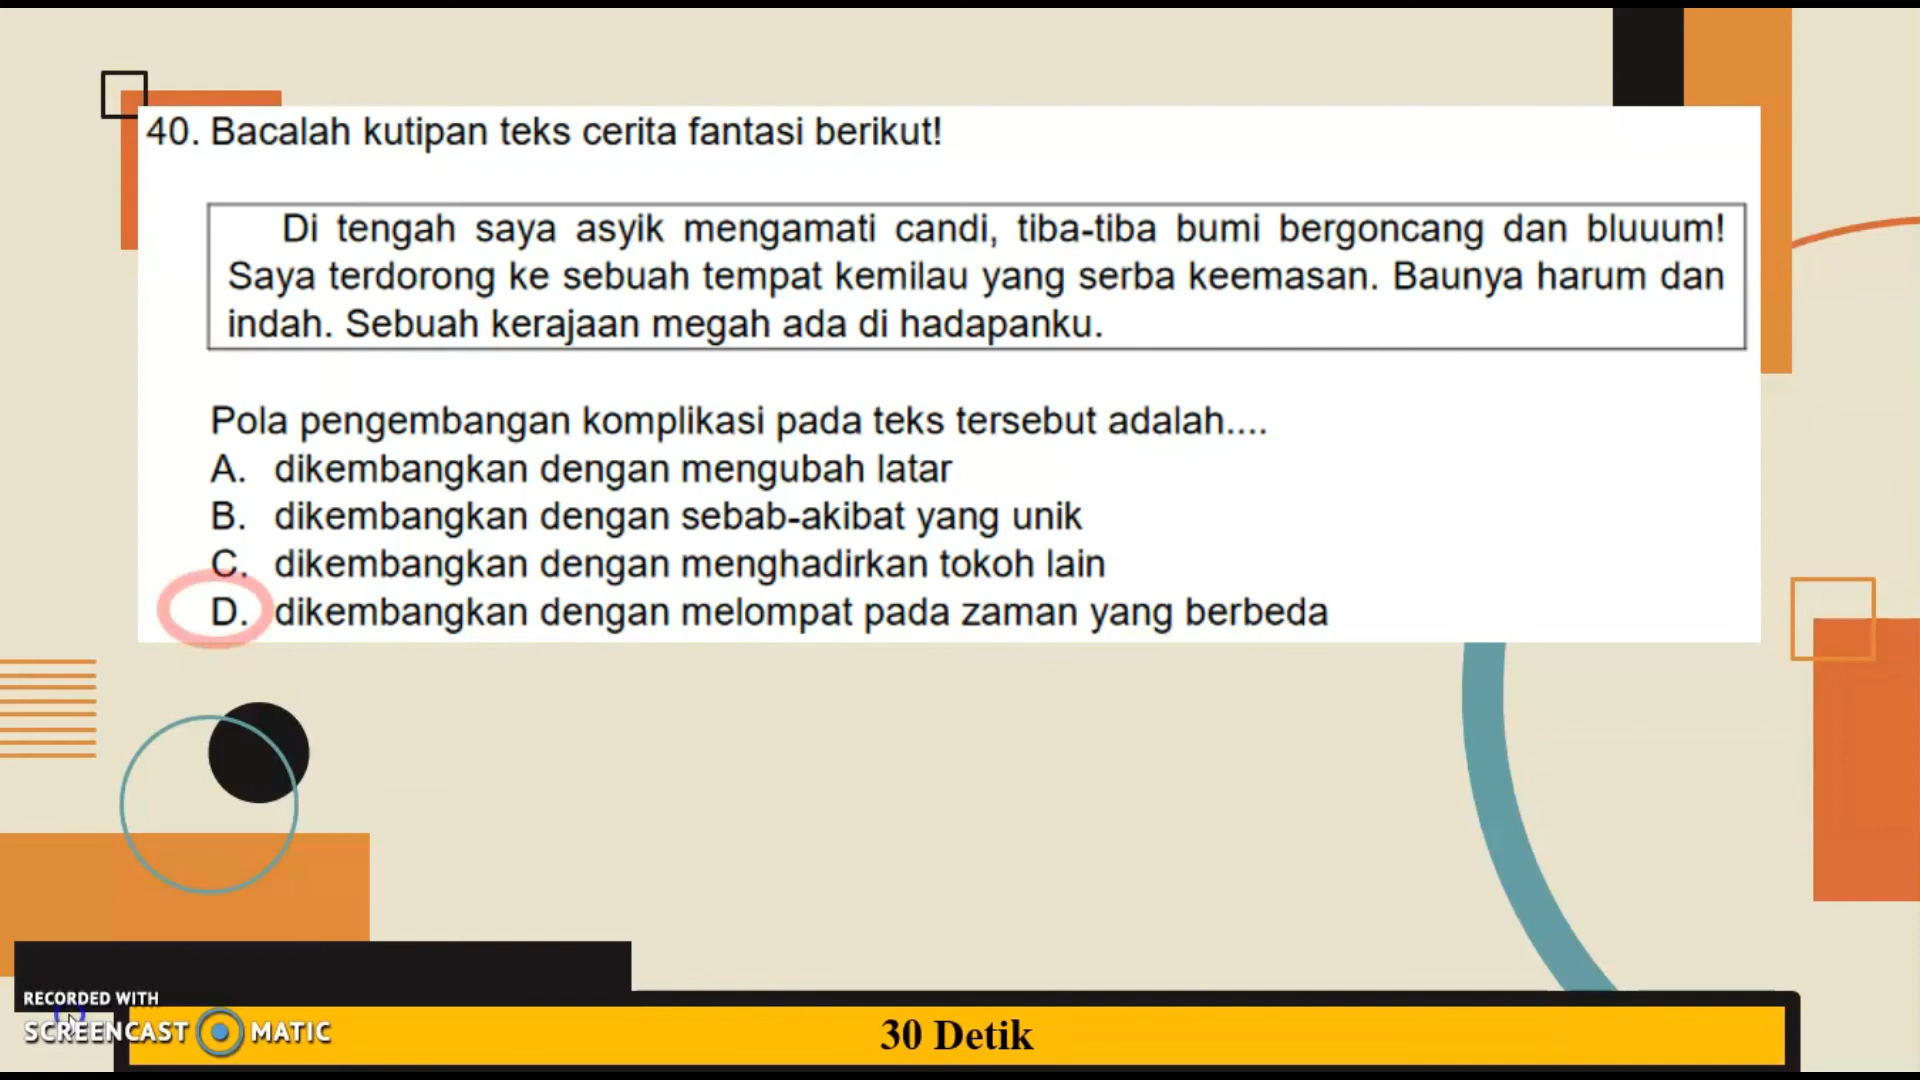 40. Bacalah kutipan teks cerita fantasi berikut!
Di tengah saya asyik mengamati candi, tiba-tiba bumi bergoncang dan bluuum!
Saya terdorong ke sebuah tempat kemilau yang serba keemasan. Baunya harum dan
indah. Sebuah kerajaan megah ada di hadapanku.
Pola pengembangan komplikasi pada teks tersebut adalah....
A. dikembangkan dengan mengubah latar
B. dikembangkan dengan sebab-akibat yang unik
C. dikembangkan dengan menghadirkan tokoh lain
D. dikembangkan dengan melompat pada zaman yang berbeda
RECORDED WITH
SCREENCAST MATIC
30 Detik